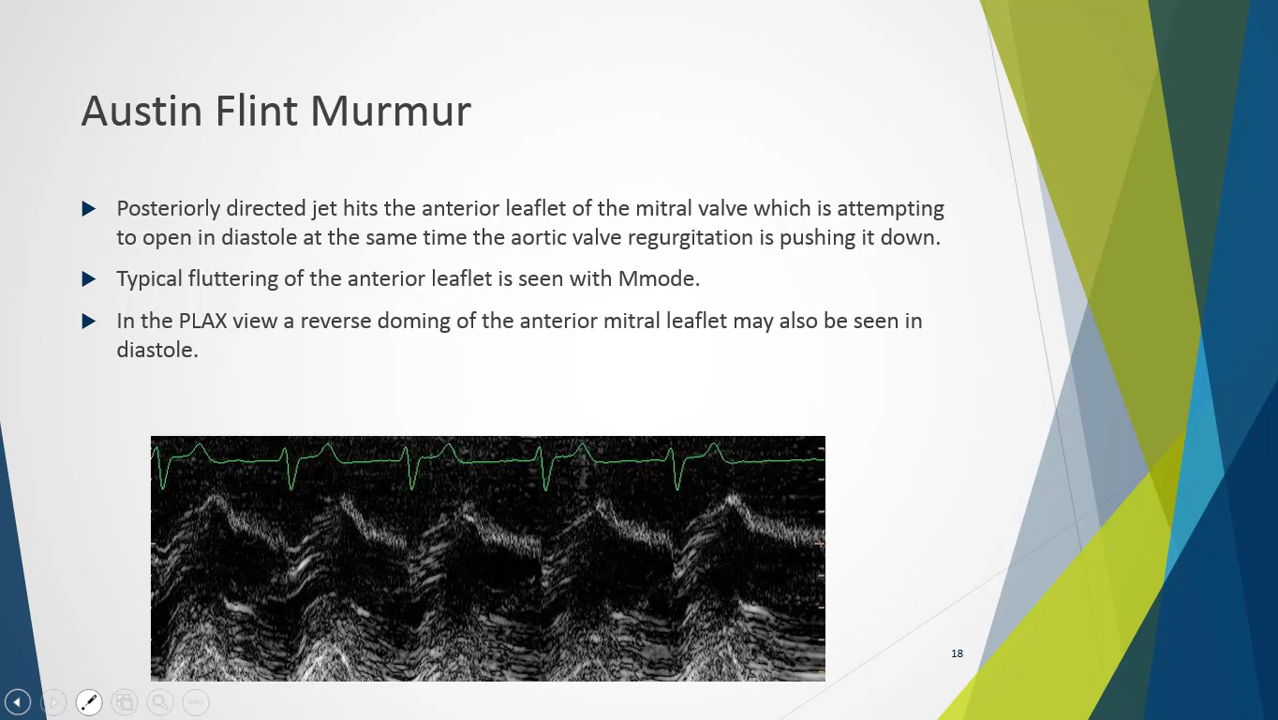 Austin Flint Murmur
Posteriorly directed jet hits the anterior leaflet of the mitral valve which is attempting
to open in diastole at the same time the aortic valve regurgitation is pushing it down.
Typical fluttering of the anterior leaflet is seen with Mmode.
In the PLAX view a reverse doming of the anterior mitral leaflet may also be seen in
diastole.
18